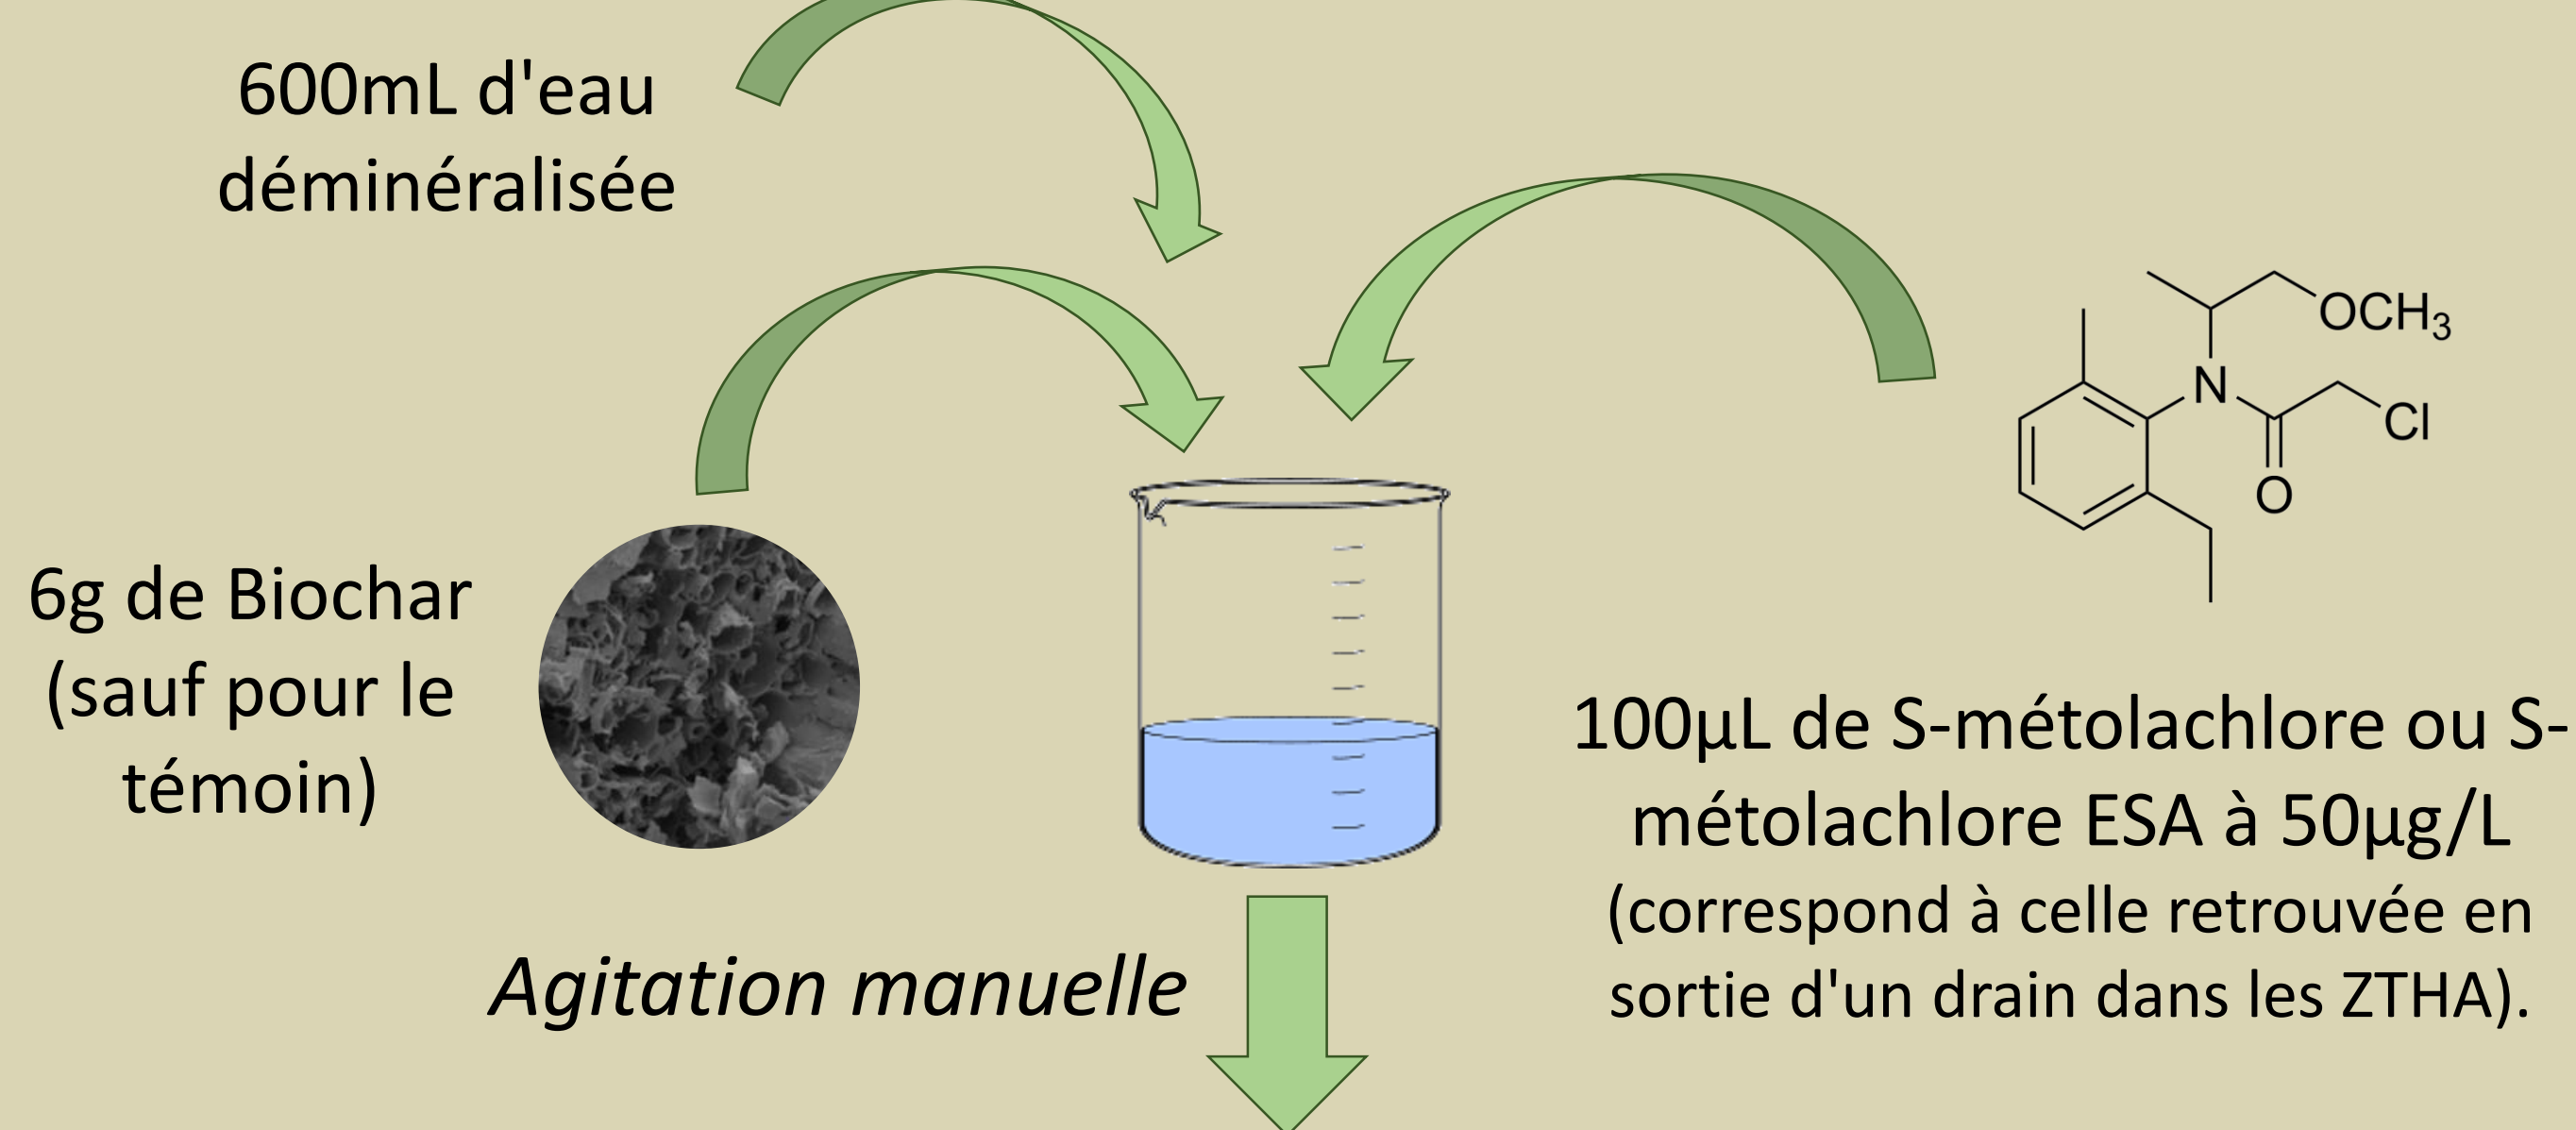 600mL d'eau
déminéralisée
OCH3
N
Cl
O
6g de Biochar
(sauf pour le
témoin)
100µL de S-métolachlore ou S-
métolachlore ESA à 50µg/L
(correspond à celle retrouvée en
sortie d'un drain dans les ZTHA).
Agitation manuelle